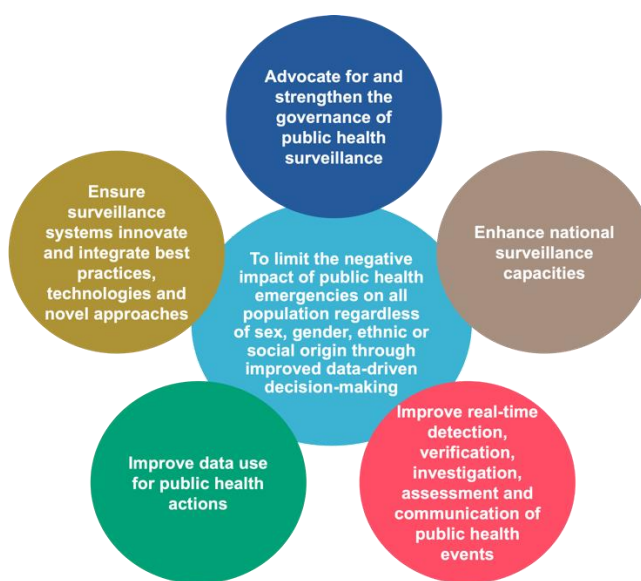 Advocate for and
strengthen the
governance of
public health
surveillance
Ensure
surveillance
systems innovate
and integrate best
practices,
technologies and
novel approaches
Enhance national
surveillance
capacities
To limit the negative
impact of public health
emergencies on all
population regardless
of sex, gender, ethnic or
social origin through
improved data-driven
decision-making
Improve data use
for public health
actions
Improve real-time
detection,
verification,
investigation,
assessment and
communication of
public health
events